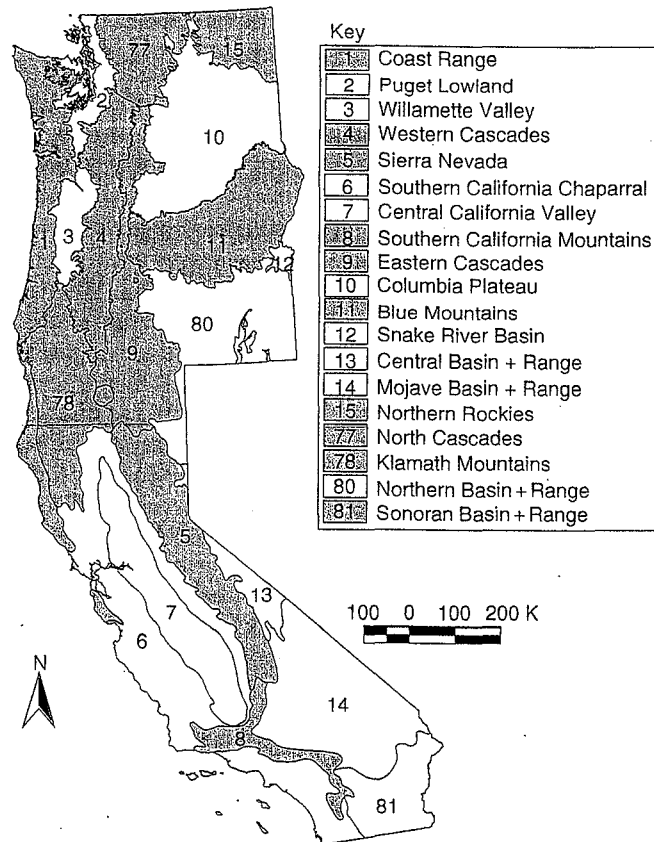 Key
1 Coast Range
2 Puget Lowland
3 Willamette Valley
4 Western Cascades
5 Sierra Nevada
6 Southern California Chaparral
7 Central California Valley
8 Southern California Mountains
9 Eastern Cascades
10 Columbia Plateau
11 Blue Mountains
12 Snake River Basin
13 Central Basin + Range
14 Mojave Basin + Range
15 Northern Rockies
77 North Cascades
78 Klamath Mountains
80 Northern Basin + Range
81 Sonoran Basin + Range
77
15
2
10
3
4
1
11
12
80
9
78
5
13
7
6
14
8
81
100 0 100 200 K
N